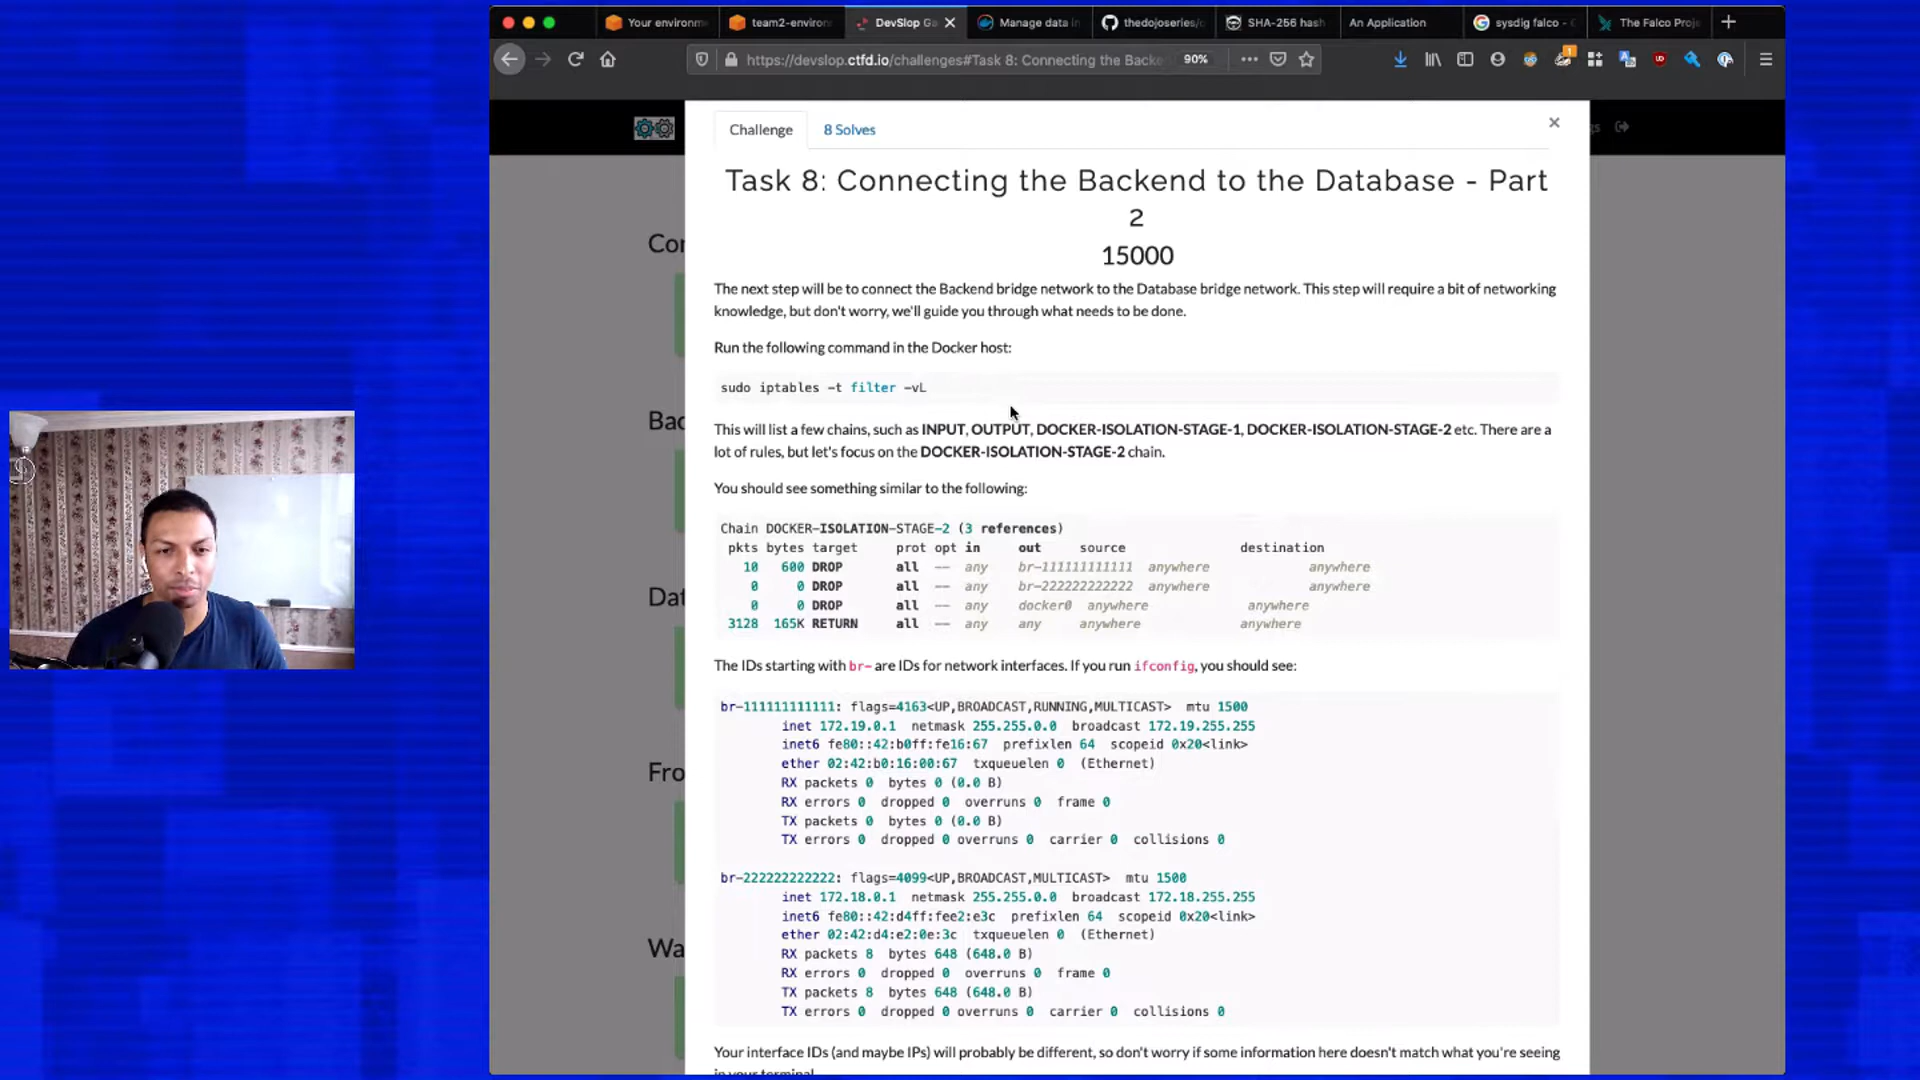 Your environm
team2-environ
DevSlop Ga
Manage data in
thedojoseries/
SHA-256 hash
An Application
sysdig falco -
The Falco Proje
https://devslop.ctfd.io/challenges#Task 8: Connecting the Backe
90%
1
Challenge
8 Solves
Task 8: Connecting the Backend to the Database - Part
2
15000
The next step will be to connect the Backend bridge network to the Database bridge network. This step will require a bit of networking
knowledge, but don't worry, we'll guide you through what needs to be done.
Run the following command in the Docker host:
sudo iptables -t filter -vL
This will list a few chains, such as INPUT, OUTPUT, DOCKER-ISOLATION-STAGE-1, DOCKER-ISOLATION-STAGE-2 etc. There are a
lot of rules, but let's focus on the DOCKER-ISOLATION-STAGE-2 chain.
You should see something similar to the following:
Chain DOCKER-ISOLATION-STAGE-2 (3 references)
pkts bytes target prot opt in out source destination
10 600 DROP all -- any br-111111111111 anywhere anywhere
0 0 DROP all -- any br-222222222222 anywhere anywhere
0 0 DROP all -- any docker0 anywhere anywhere
3128 165K RETURN all -- any any anywhere anywhere
The IDs starting with br- are IDs for network interfaces. If you run ifconfig, you should see:
br-111111111111: flags=4163<UP,BROADCAST,RUNNING,MULTICAST> mtu 1500
inet 172.19.0.1 netmask 255.255.0.0 broadcast 172.19.255.255
inet6 fe80::42:b0ff:fe16:67 prefixlen 64 scopeid 0x20<link>
ether 02:42:b0:16:00:67 txqueuelen 0 (Ethernet)
RX packets 0 bytes 0 (0.0 B)
RX errors 0 dropped 0 overruns 0 frame 0
TX packets 0 bytes 0 (0.0 B)
TX errors 0 dropped 0 overruns 0 carrier 0 collisions 0
br-222222222222: flags=4099<UP,BROADCAST,MULTICAST> mtu 1500
inet 172.18.0.1 netmask 255.255.0.0 broadcast 172.18.255.255
inet6 fe80::42:d4ff:fee2:e3c prefixlen 64 scopeid 0x20<link>
ether 02:42:d4:e2:0e:3c txqueuelen 0 (Ethernet)
RX packets 8 bytes 648 (648.0 B)
RX errors 0 dropped 0 overruns 0 frame 0
TX packets 8 bytes 648 (648.0 B)
TX errors 0 dropped 0 overruns 0 carrier 0 collisions 0
Your interface IDs (and maybe IPs) will probably be different, so don't worry if some information here doesn't match what you're seeing
in your terminal.
Cor
Bac
Dat
Fro
Wa